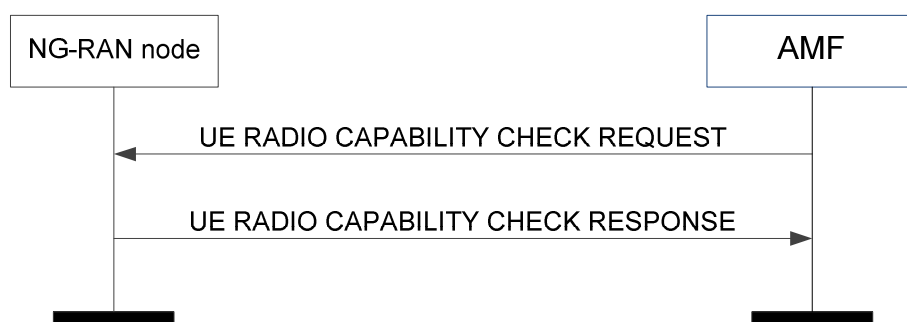 NG-RAN node
AMF
UE RADIO CAPABILITY CHECK REQUEST
UE RADIO CAPABILITY CHECK RESPONSE